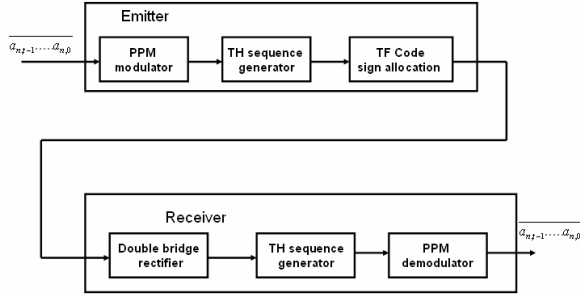 Emitter
a_{n,t-1}.....a_{n,0}
PPM
modulator
TH sequence
generator
TF Code
sign allocation
Receiver
Double bridge
rectifier
TH sequence
generator
PPM
demodulator
a_{n,t-1}.....a_{n,0}